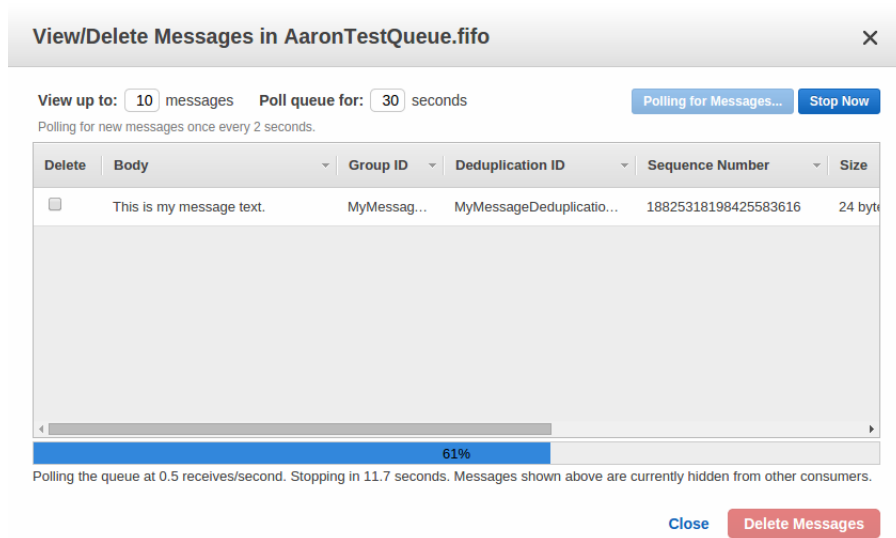 View/Delete Messages in AaronTestQueue.fifo
View up to: 10 messages Poll queue for: 30 seconds Polling for Messages... Stop Now
Polling for new messages once every 2 seconds.
Delete Body Group ID Deduplication ID Sequence Number Size
This is my message text. MyMessag... MyMessageDeduplicatio... 18825318198425583616 24 byte
61%
Polling the queue at 0.5 receives/second. Stopping in 11.7 seconds. Messages shown above are currently hidden from other consumers.
Close Delete Messages